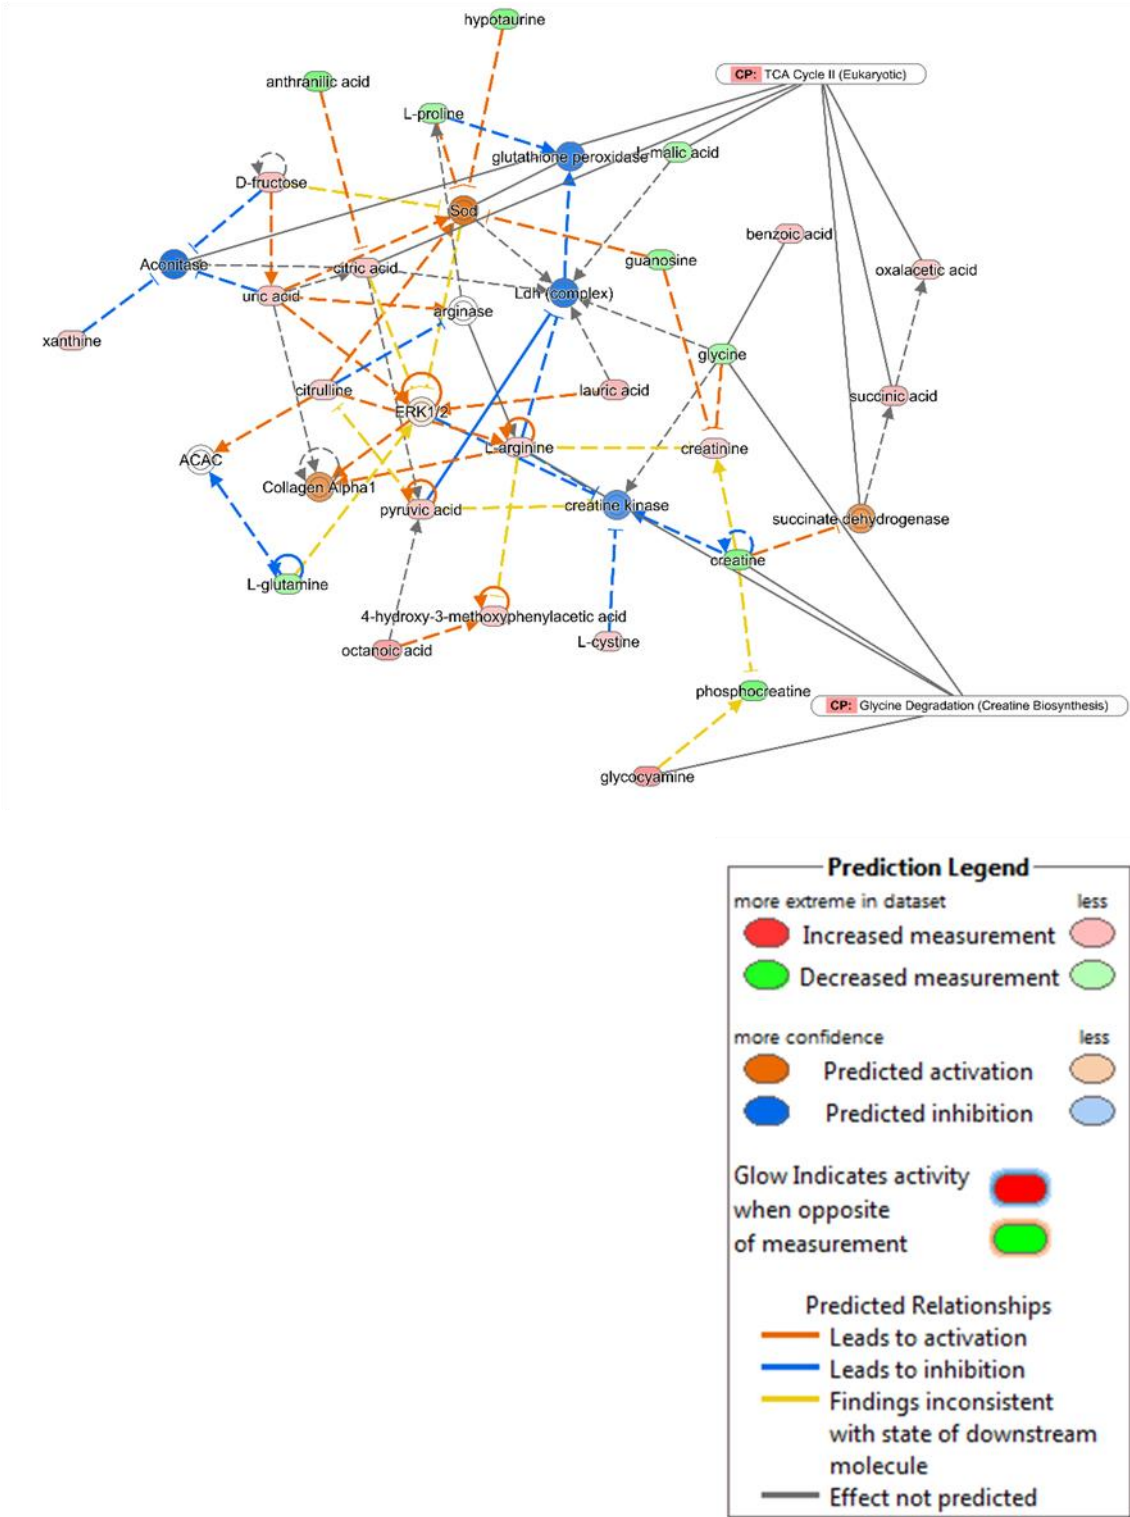 hypotaurine
CP: TCA Cycle II (Eukaryotic)
anthranilic acid
L-proline
glutathione peroxidase
L-malic acid
D-fructose
Sod
benzoic acid
guanosine
Aconitase
citric acid
oxalacetic acid
uric acid
Ldh (complex)
arginase
xanthine
glycine
citrulline
lauric acid
succinic acid
ERK1/2
L-arginine
creatinine
ACAC
Collagen Alpha1
pyruvic acid
creatine kinase
succinate dehydrogenase
creatine
L-glutamine
4-hydroxy-3-methoxyphenylacetic acid
L-cystine
octanoic acid
phosphocreatine
CP: Glycine Degradation (Creatine Biosynthesis)
glycocyamine
Prediction Legend
more extreme in dataset less
Increased measurement
Decreased measurement
more confidence less
Predicted activation
Predicted inhibition
Glow Indicates activity
when opposite
of measurement
Predicted Relationships
Leads to activation
Leads to inhibition
Findings inconsistent
with state of downstream
molecule
Effect not predicted